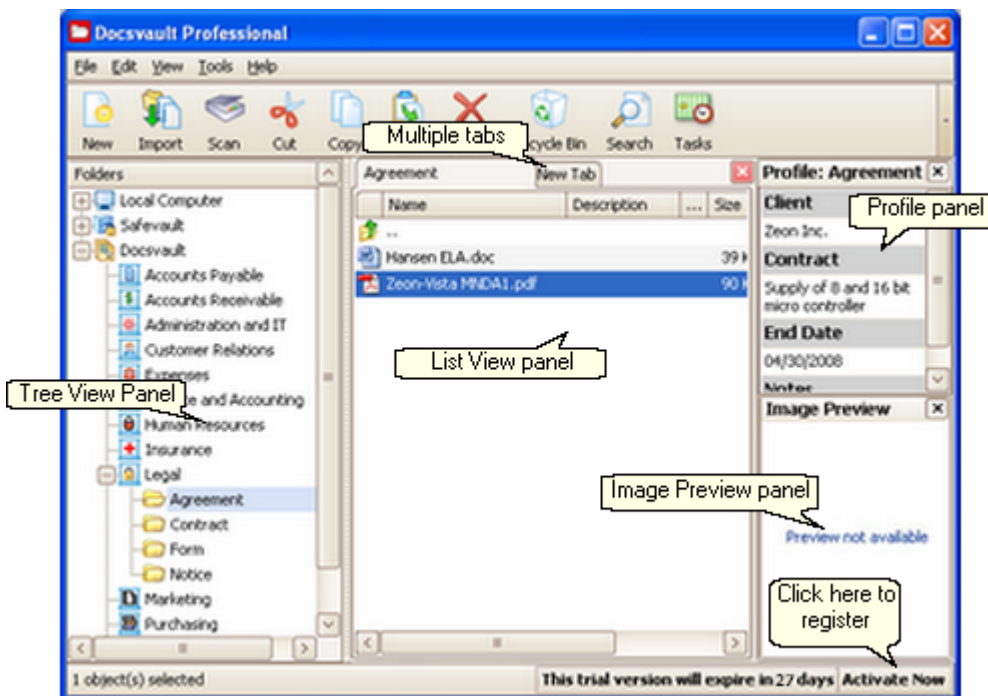 Docsvault Professional
File Edit View Tools Help
New Import Scan Cut Copy cycle Bin Search Tasks
Multiple tabs
Folders
Local Computer
Safevault
Docsvault
Accounts Payable
Accounts Receivable
Administration and IT
Customer Relations
Expenses
Tree View Panel
ce and Accounting
Human Resources
Insurance
Legal
Agreement
Contract
Form
Notice
Marketing
Purchasing
Agreement New Tab
Name Description ... Size
..
Hansen ELA.doc 39 K
Zeon-Vista MNDA1.pdf 90 K
List View panel
Profile: Agreement
Client
Profile panel
Zeon Inc.
Contract
Supply of 8 and 16 bit
micro controller
End Date
04/30/2008
Notes
Image Preview
Image Preview panel
Preview not available
Click here to
register
1 object(s) selected
This trial version will expire in 27 days Activate Now